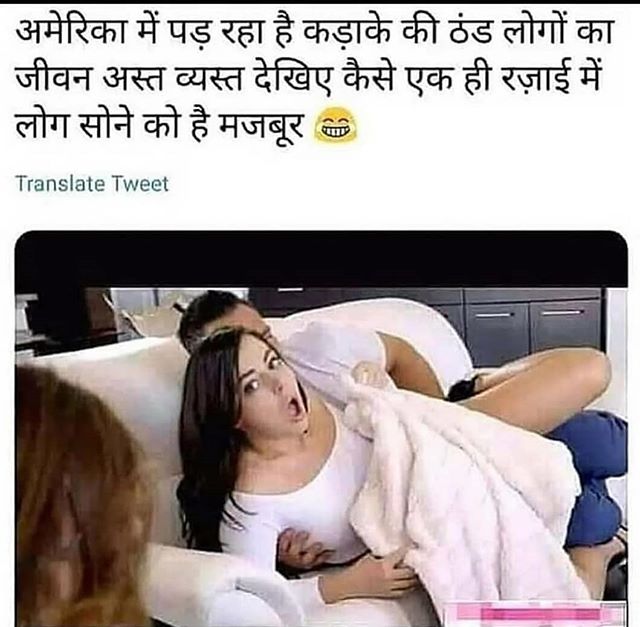 अमेरिका में पड़ रहा है कड़ाके की ठंड लोगों का
जीवन अस्त व्यस्त देखिए कैसे एक ही रज़ाई में
लोग सोने को है मजबूर 😂
Translate Tweet